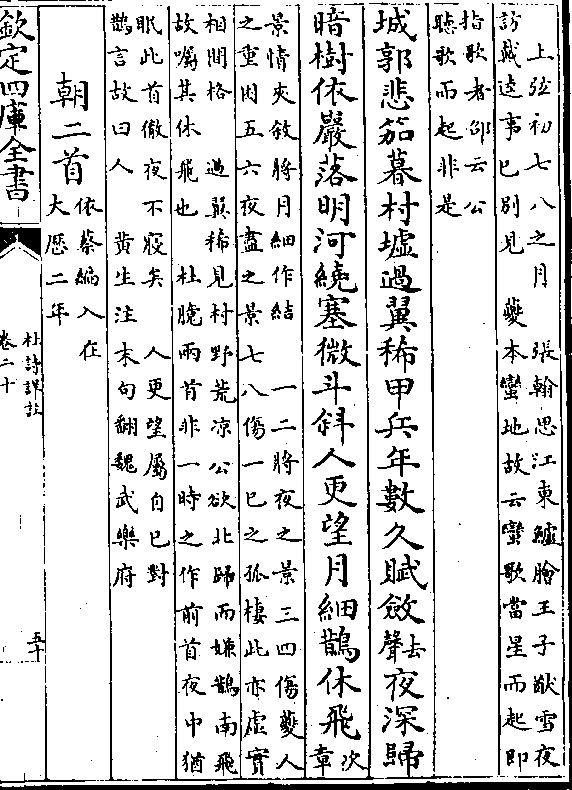 上弦初七八之月　張翰思江東鱸膾王子猷雪夜
訪戴逵事已別見　夔本蠻地故云蠻歌當星而起即
指歌者邵云公
聽歌而起非是
城郭悲笳暮村墟過翼稀甲兵年數久賦斂去聲夜深歸
暗樹依巖落明河繞塞微斗斜人更望月細鵲休飛次章
景情夾敘將月細作結　一二將夜之景三四傷夔人
之重困五六夜盡之景七八傷一已之孤棲此亦虛實
相間格　過翼稀見村野荒凉公欲北歸而嫌鵲南飛
故囑其休飛也　杜臆兩首非一時之作前首夜中猶
眠此首徹夜不寢矣　人更望屬自已對
鵲言故曰人　黄生注末句翻魏武樂府
朝二首依蔡編入在
大歴二年
欽定四庫全書
杜詩詳註
卷二十
五十